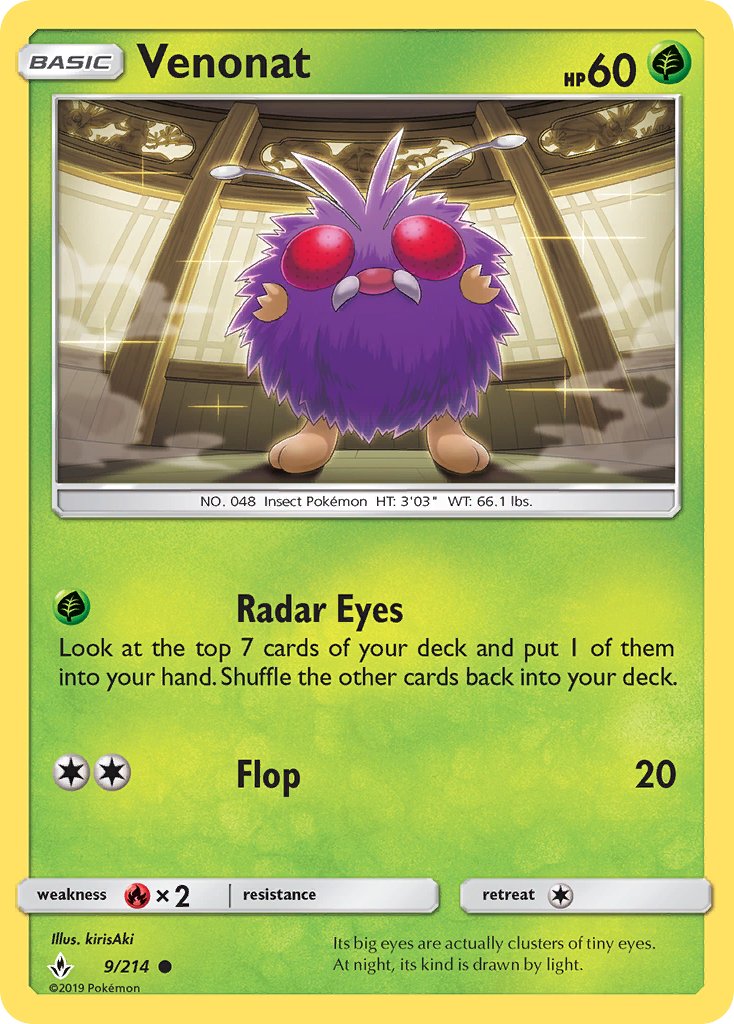 BASIC Venonat HP60
NO. 048 Insect Pokémon HT: 3'03" WT: 66.1 lbs.
Radar Eyes
Look at the top 7 cards of your deck and put 1 of them
into your hand. Shuffle the other cards back into your deck.
Flop 20
weakness ×2 resistance retreat
Illus. kirisAki
9/214
©2019 Pokémon
Its big eyes are actually clusters of tiny eyes.
At night, its kind is drawn by light.